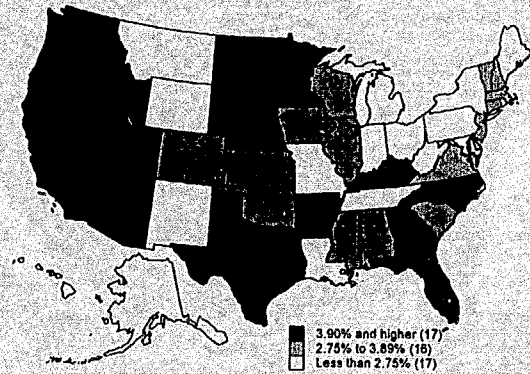 3.90% and higher (17)
2.75% to 3.89% (16)
Less than 2.75% (17)